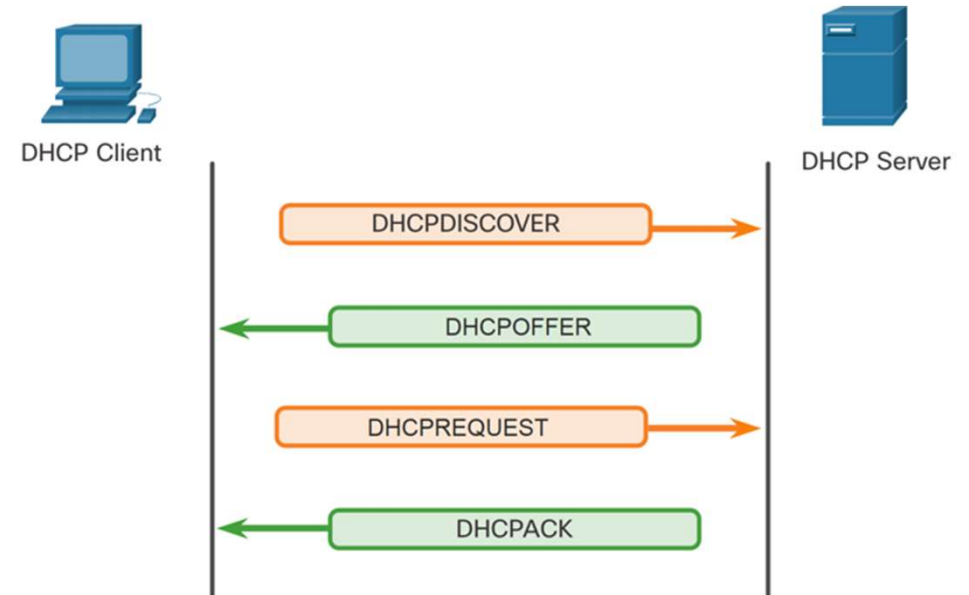 DHCP Client
DHCP Server
DHCPDISCOVER
DHCPOFFER
DHCPREQUEST
DHCPACK